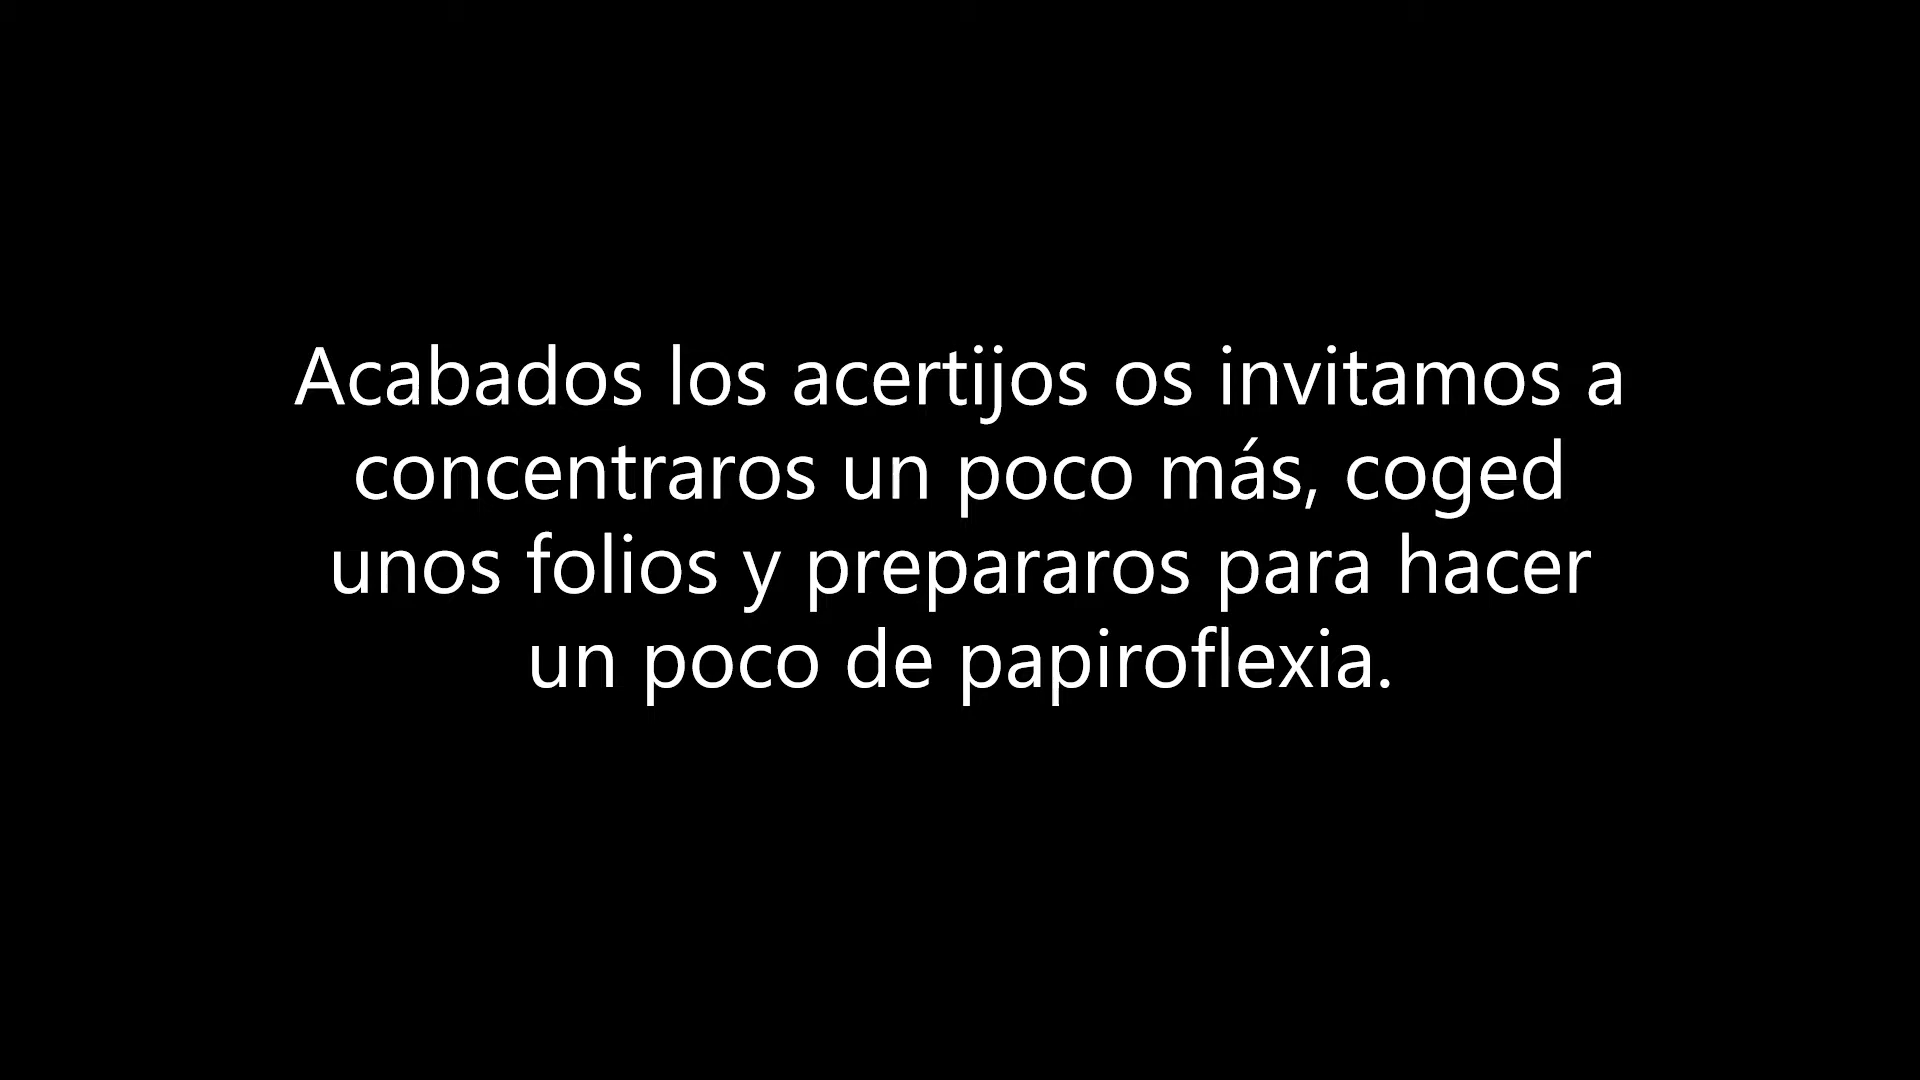 Acabados los acertijos os invitamos a
concentraros un poco más, coged
unos folios y prepararos para hacer
un poco de papiroflexia.